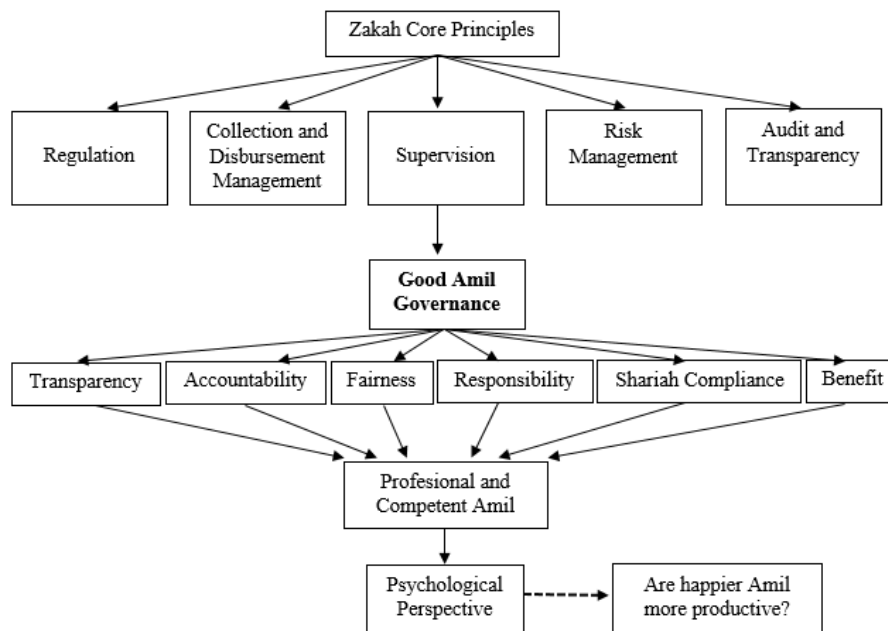 Zakah Core Principles
Regulation
Collection and
Disbursement
Management
Supervision
Risk
Management
Audit and
Transparency
Good Amil
Governance
Transparency
Accountability
Fairness
Responsibility
Shariah Compliance
Benefit
Profesional and
Competent Amil
Psychological
Perspective
Are happier Amil
more productive?